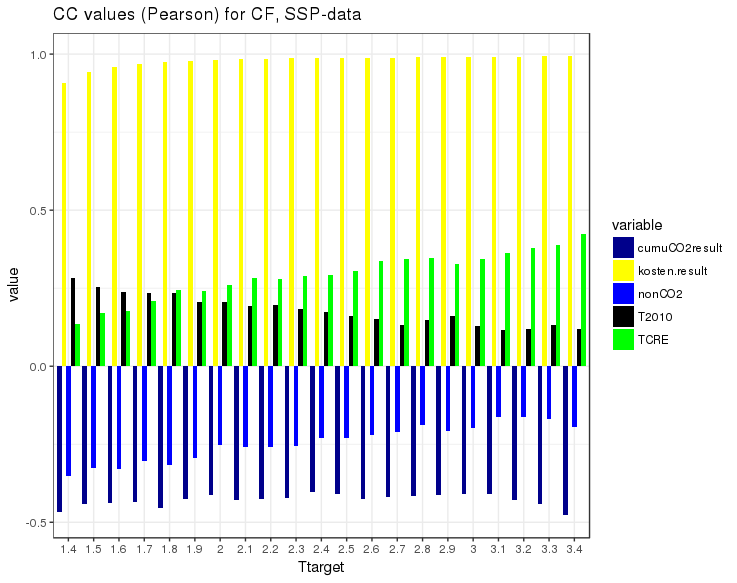 CC values (Pearson) for CF, SSP-data
1.0
0.5
0.0
-0.5
value
1.4 1.5 1.6 1.7 1.8 1.9 2 2.1 2.2 2.3 2.4 2.5 2.6 2.7 2.8 2.9 3 3.1 3.2 3.3 3.4
Ttarget
variable
cumuCO2result
kosten.result
nonCO2
T2010
TCRE